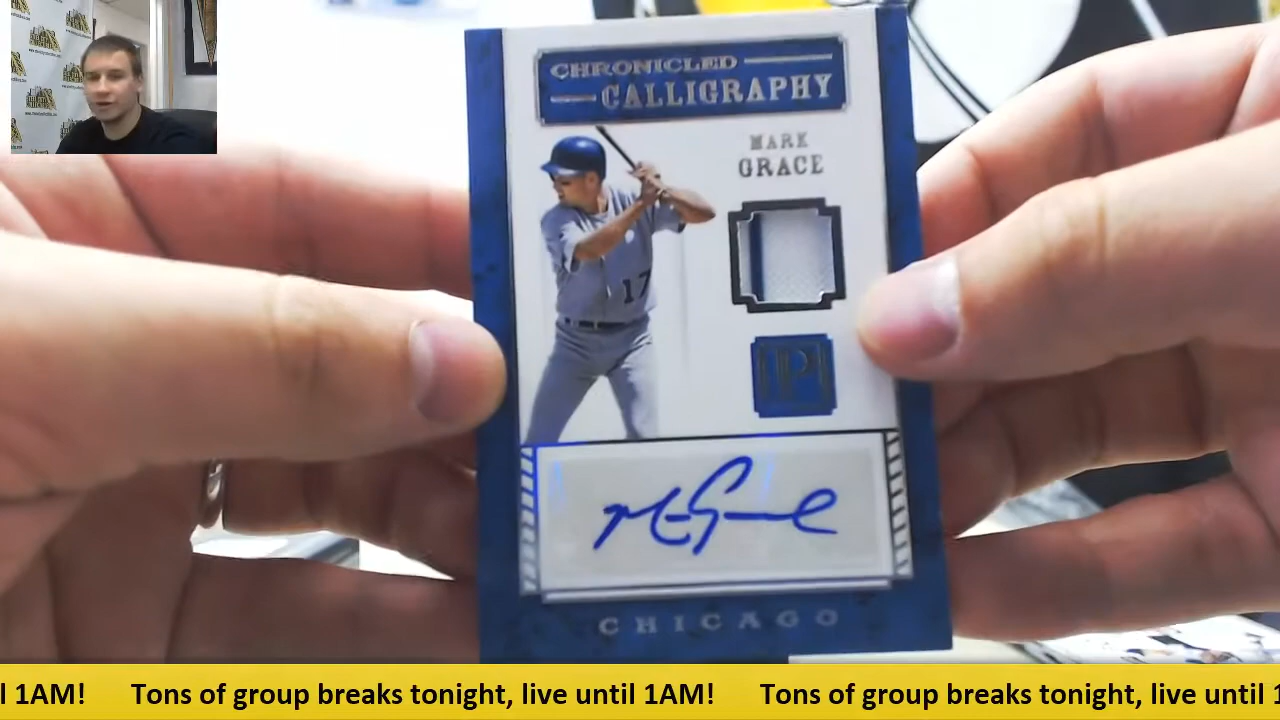 CHRONICLED
CALLIGRAPHY
MARK
GRACE
17
P
CHICAGO
l 1AM! Tons of group breaks tonight, live until 1AM! Tons of group breaks tonight, live until 1